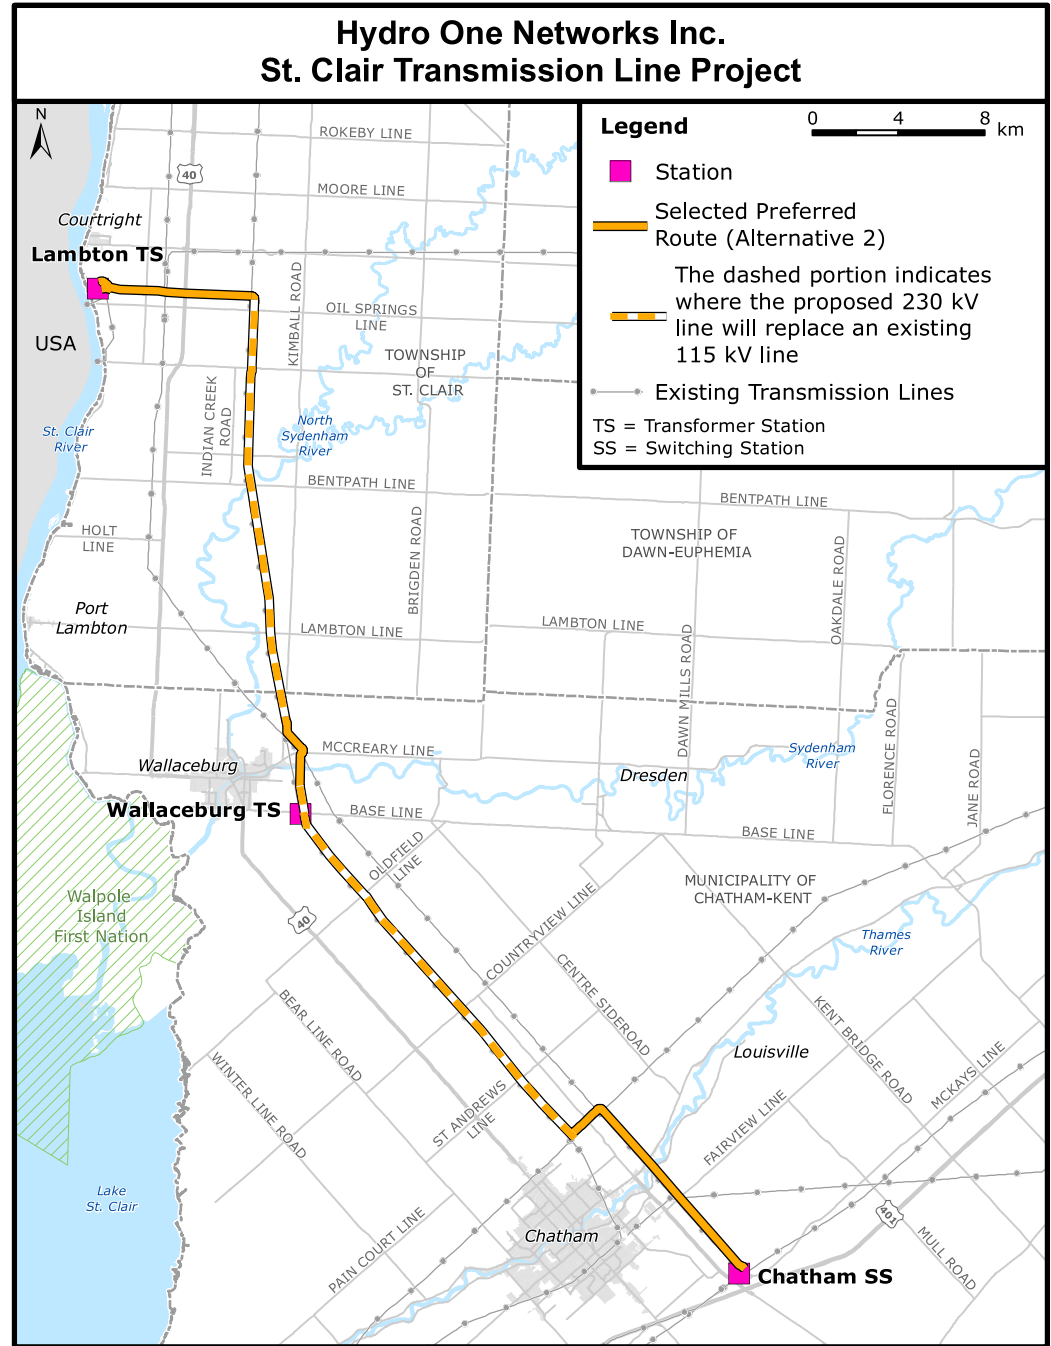 Hydro One Networks Inc.
St. Clair Transmission Line Project
N
Legend
0 4 8 km
Station
Selected Preferred
Route (Alternative 2)
The dashed portion indicates
where the proposed 230 kV
line will replace an existing
115 kV line
Existing Transmission Lines
TS = Transformer Station
SS = Switching Station
ROKEBY LINE
40
MOORE LINE
Courtright
Lambton TS
KIMBALL ROAD
OIL SPRINGS
LINE
USA
TOWNSHIP
OF
ST. CLAIR
INDIAN CREEK
ROAD
North
Sydenham
River
St. Clair
River
BENTPATH LINE
BENTPATH LINE
HOLT
LINE
BRIGDEN ROAD
TOWNSHIP OF
DAWN-EUPHEMIA
OAKDALE ROAD
Port
Lambton
LAMBTON LINE
LAMBTON LINE
DAWN MILLS ROAD
FLORENCE ROAD
JANE ROAD
MCCREARY LINE
Sydenham
River
Wallaceburg
Dresden
Wallaceburg TS
BASE LINE
BASE LINE
OLDFIELD
LINE
MUNICIPALITY OF
CHATHAM-KENT
Walpole
Island
First Nation
40
COUNTRYVIEW LINE
Thames
River
CENTRE SIDEROAD
BEAR LINE ROAD
KENT BRIDGE ROAD
Louisville
MCKAYS LINE
WINTER LINE ROAD
ST ANDREWS
LINE
FAIRVIEW LINE
Lake
St. Clair
401
PAIN COURT LINE
Chatham
MULL ROAD
Chatham SS